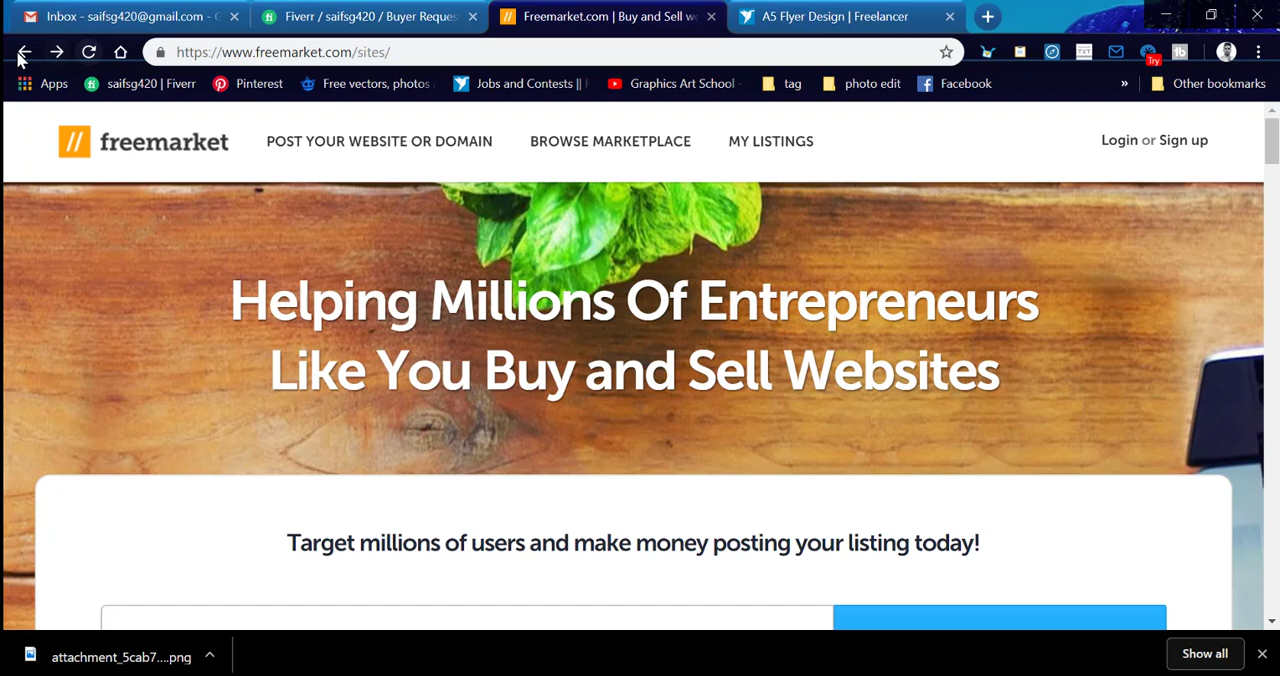 Inbox - saifsg420@gmail.com - G
Fiverr / saifsg420 / Buyer Reques
Freemarket.com | Buy and Sell we
A5 Flyer Design | Freelancer
https://www.freemarket.com/sites/
TXT
Try
Apps
saifsg420 | Fiverr
Pinterest
Free vectors, photos
Jobs and Contests ||
Graphics Art School -
tag
photo edit
Facebook
»
Other bookmarks
// freemarket
POST YOUR WEBSITE OR DOMAIN
BROWSE MARKETPLACE
MY LISTINGS
Login or Sign up
Helping Millions Of Entrepreneurs
Like You Buy and Sell Websites
Target millions of users and make money posting your listing today!
attachment_5cab7....png
Show all